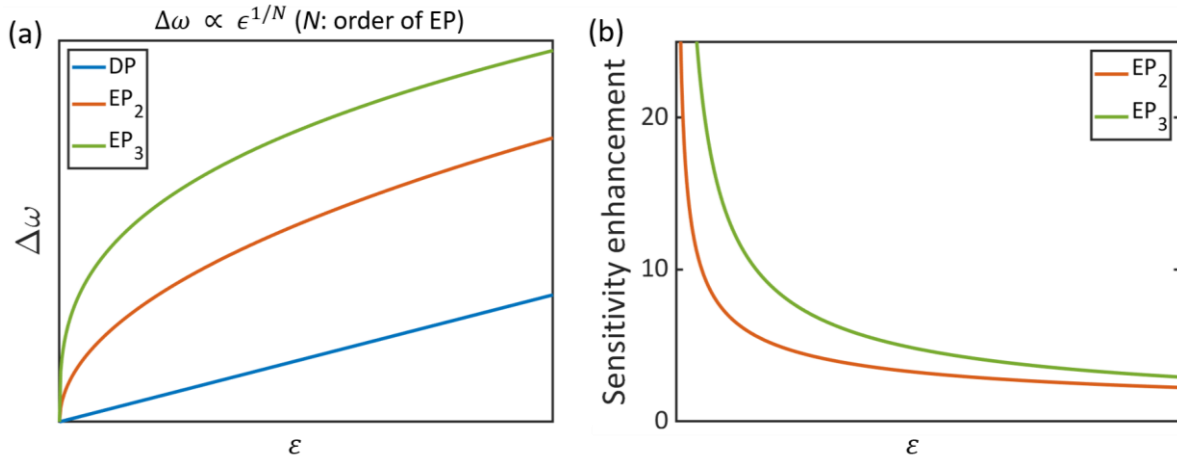 (a)
Δω ∝ ϵ^{1/N} (N: order of EP)
DP
EP₂
EP₃
Δω
ε
(b)
EP₂
EP₃
Sensitivity enhancement
20
10
0
ε